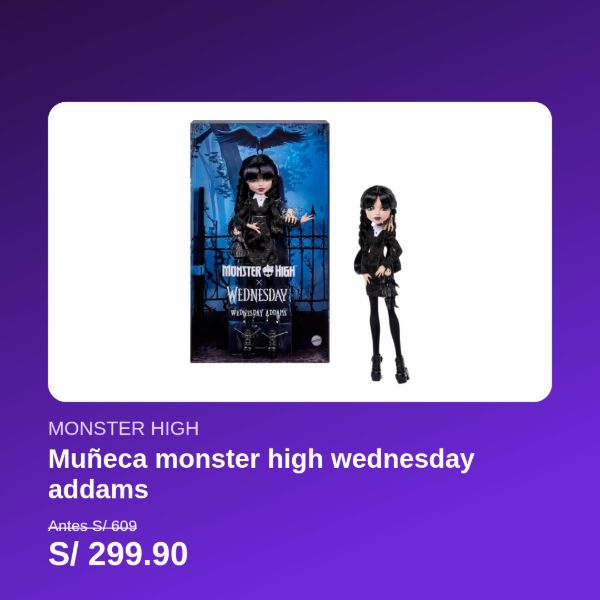 MONSTER HIGH
×
WEDNESDAY
WEDNESDAY ADDAMS
MONSTER HIGH
Muñeca monster high wednesday
addams
Antes S/ 609
S/ 299.90